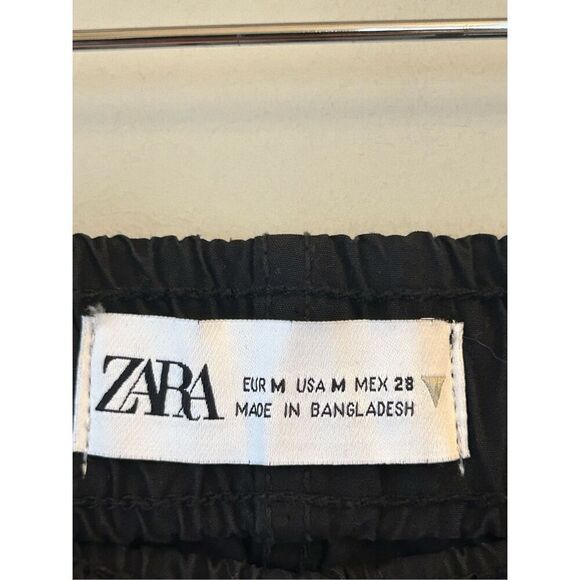 ZARA
EUR M USA M MEX 28
MADE IN BANGLADESH